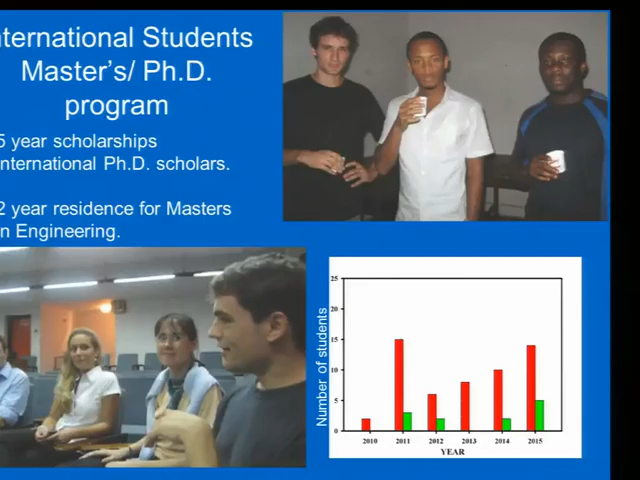 nternational Students
Master's/ Ph.D.
program
5 year scholarships
nternational Ph.D. scholars.
2 year residence for Masters
n Engineering.
Number of students
25
20
15
10
5
0
2010 2011 2012 2013 2014 2015
YEAR